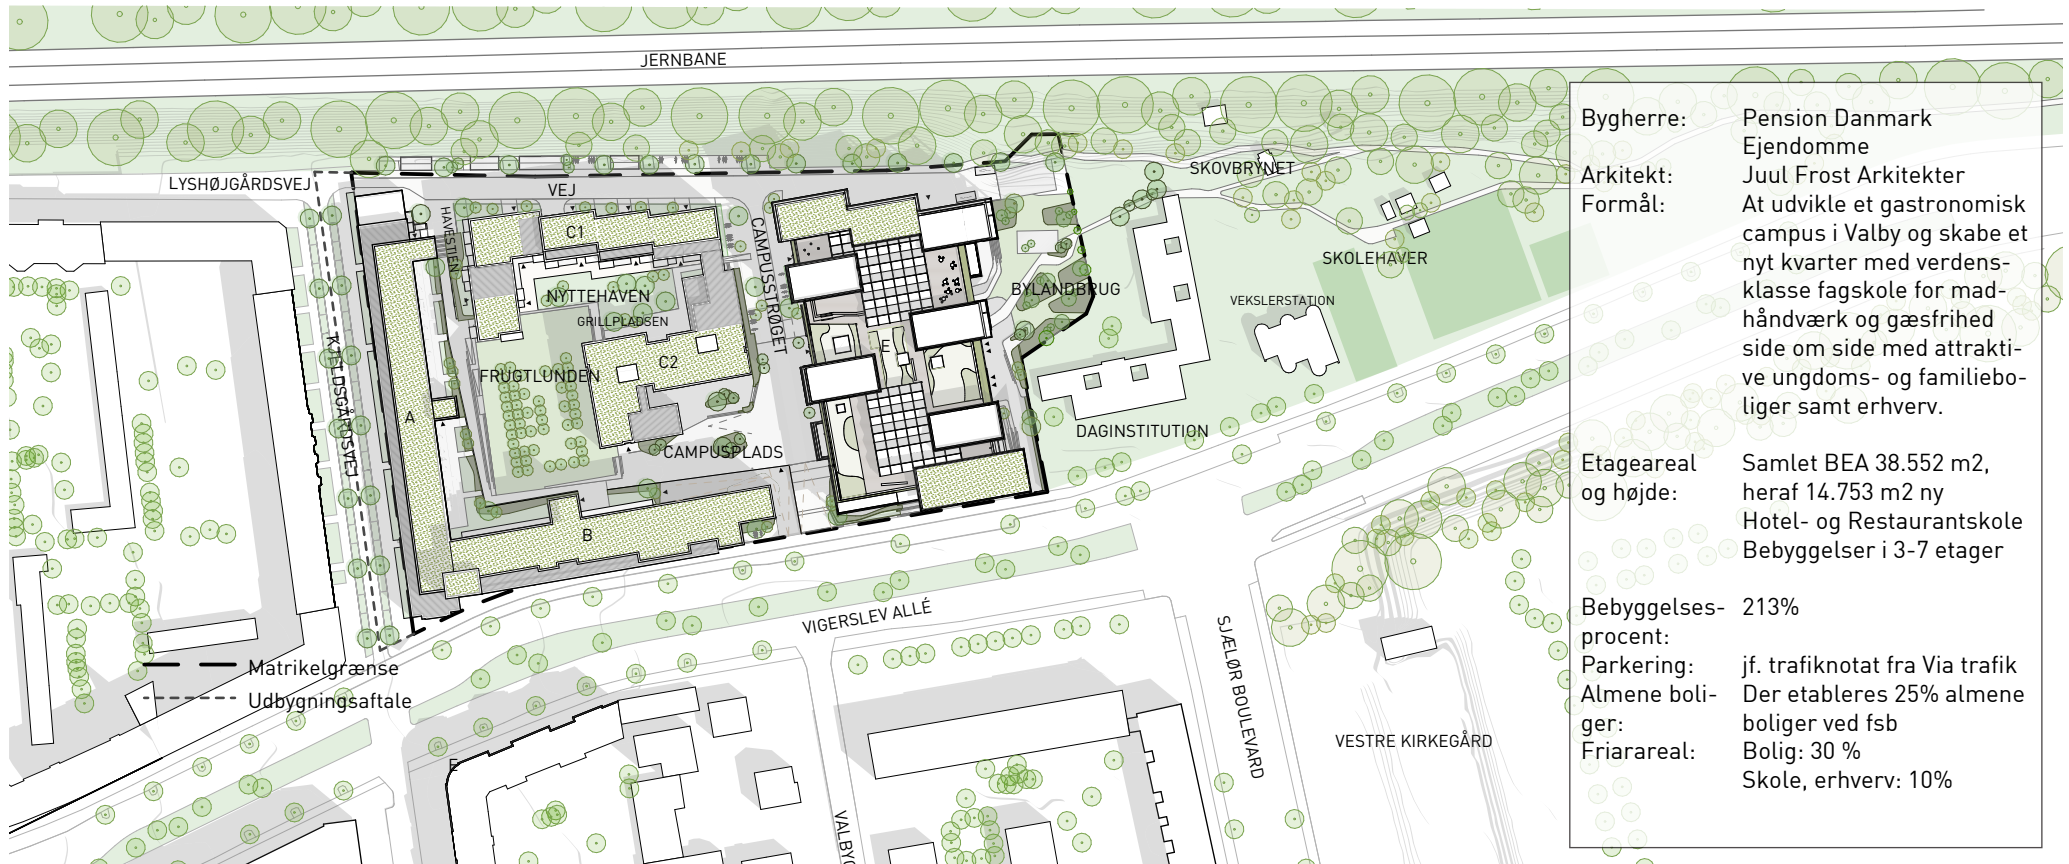 JERNBANE
LYSHØJGÅRDSVEJ
VEJ
SKOVBRYNET
HAVESTIEN
C1
CAMPUSSTRØGET
SKOLEHAVER
NYTTEHAVEN
BYLANDBRUG
VEKSLERSTATION
GRILLPLADSEN
KJELDSGÅRDSVEJ
E
C2
FRUGTLUNDEN
A
DAGINSTITUTION
CAMPUSPLADS
B
VIGERSLEV ALLÉ
SJÆLØR BOULEVARD
Matrikelgrænse
Udbygningsaftale
VESTRE KIRKEGÅRD
E
VALBYG
Bygherre: Pension Danmark
Ejendomme
Arkitekt: Juul Frost Arkitekter
Formål: At udvikle et gastronomisk
campus i Valby og skabe et
nyt kvarter med verdens-
klasse fagskole for mad-
håndværk og gæsfrihed
side om side med attrakti-
ve ungdoms- og familiebo-
liger samt erhverv.
Etageareal Samlet BEA 38.552 m2,
og højde: heraf 14.753 m2 ny
Hotel- og Restaurantskole
Bebyggelser i 3-7 etager
Bebyggelses- 213%
procent:
Parkering: jf. trafiknotat fra Via trafik
Almene boli- Der etableres 25% almene
ger: boliger ved fsb
Friarareal: Bolig: 30 %
Skole, erhverv: 10%